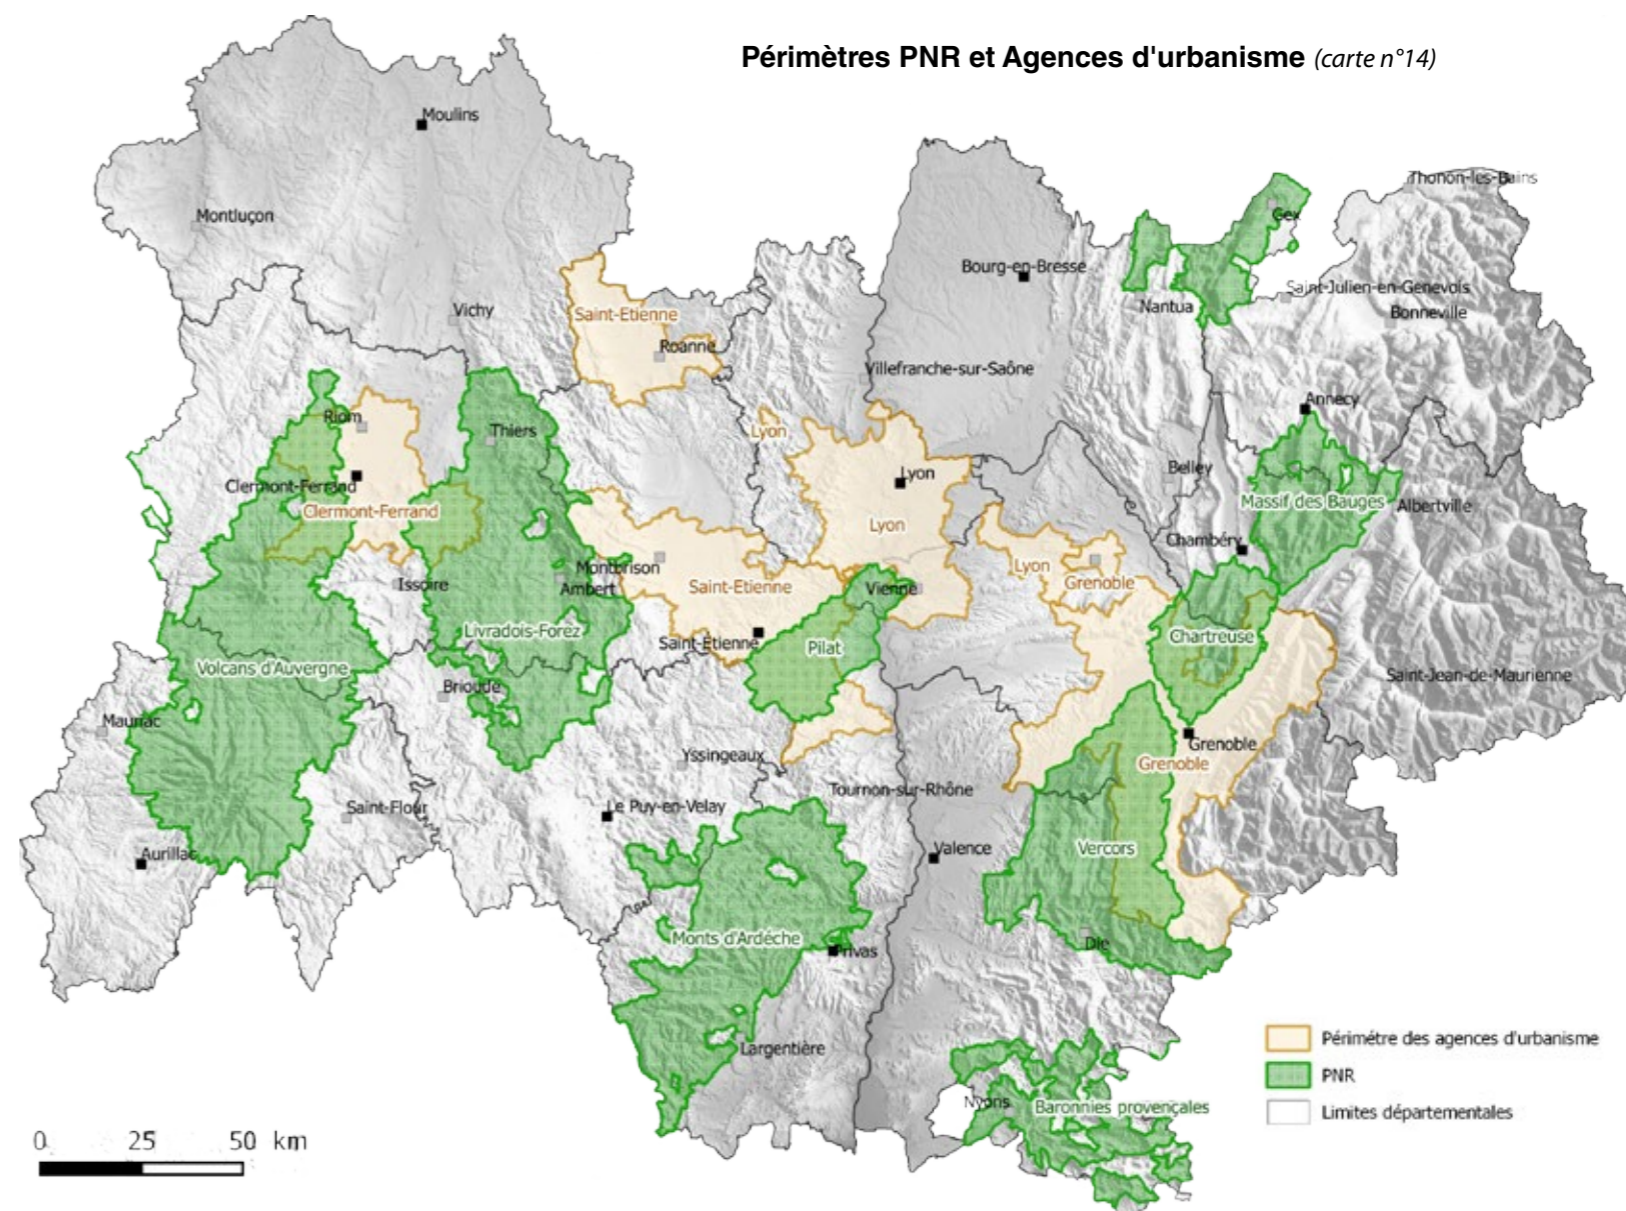 Périmètres PNR et Agences d'urbanisme (carte n°14)
Moulins
Thonon-les-Bains
Montluçon
Gex
Bourg-en-Bresse
Saint-Julien-en-Genevois
Nantua
Bonneville
Vichy
Saint-Etienne
Roanne
Villefranche-sur-Saône
Annecy
Riom
Thiers
Lyon
Lyon
Belley
Clermont-Ferrand
Massif des Bauges
Albertville
Clermont-Ferrand
Lyon
Chambéry
Montbrison
Lyon
Issoire
Ambert
Saint-Etienne
Vienne
Grenoble
Livradois-Forez
Saint-Étienne
Pilat
Chartreuse
Volcans d'Auvergne
Saint-Jean-de-Maurienne
Brioude
Mauriac
Yssingeaux
Grenoble
Grenoble
Tournon-sur-Rhône
Saint-Flour
Le Puy-en-Velay
Aurillac
Valence
Vercors
Monts d'Ardéche
Privas
Die
Largentière
Périmétre des agences d'urbanisme
PNR
Limites départementales
Nyons
Baronnies provençales
0 25 50 km